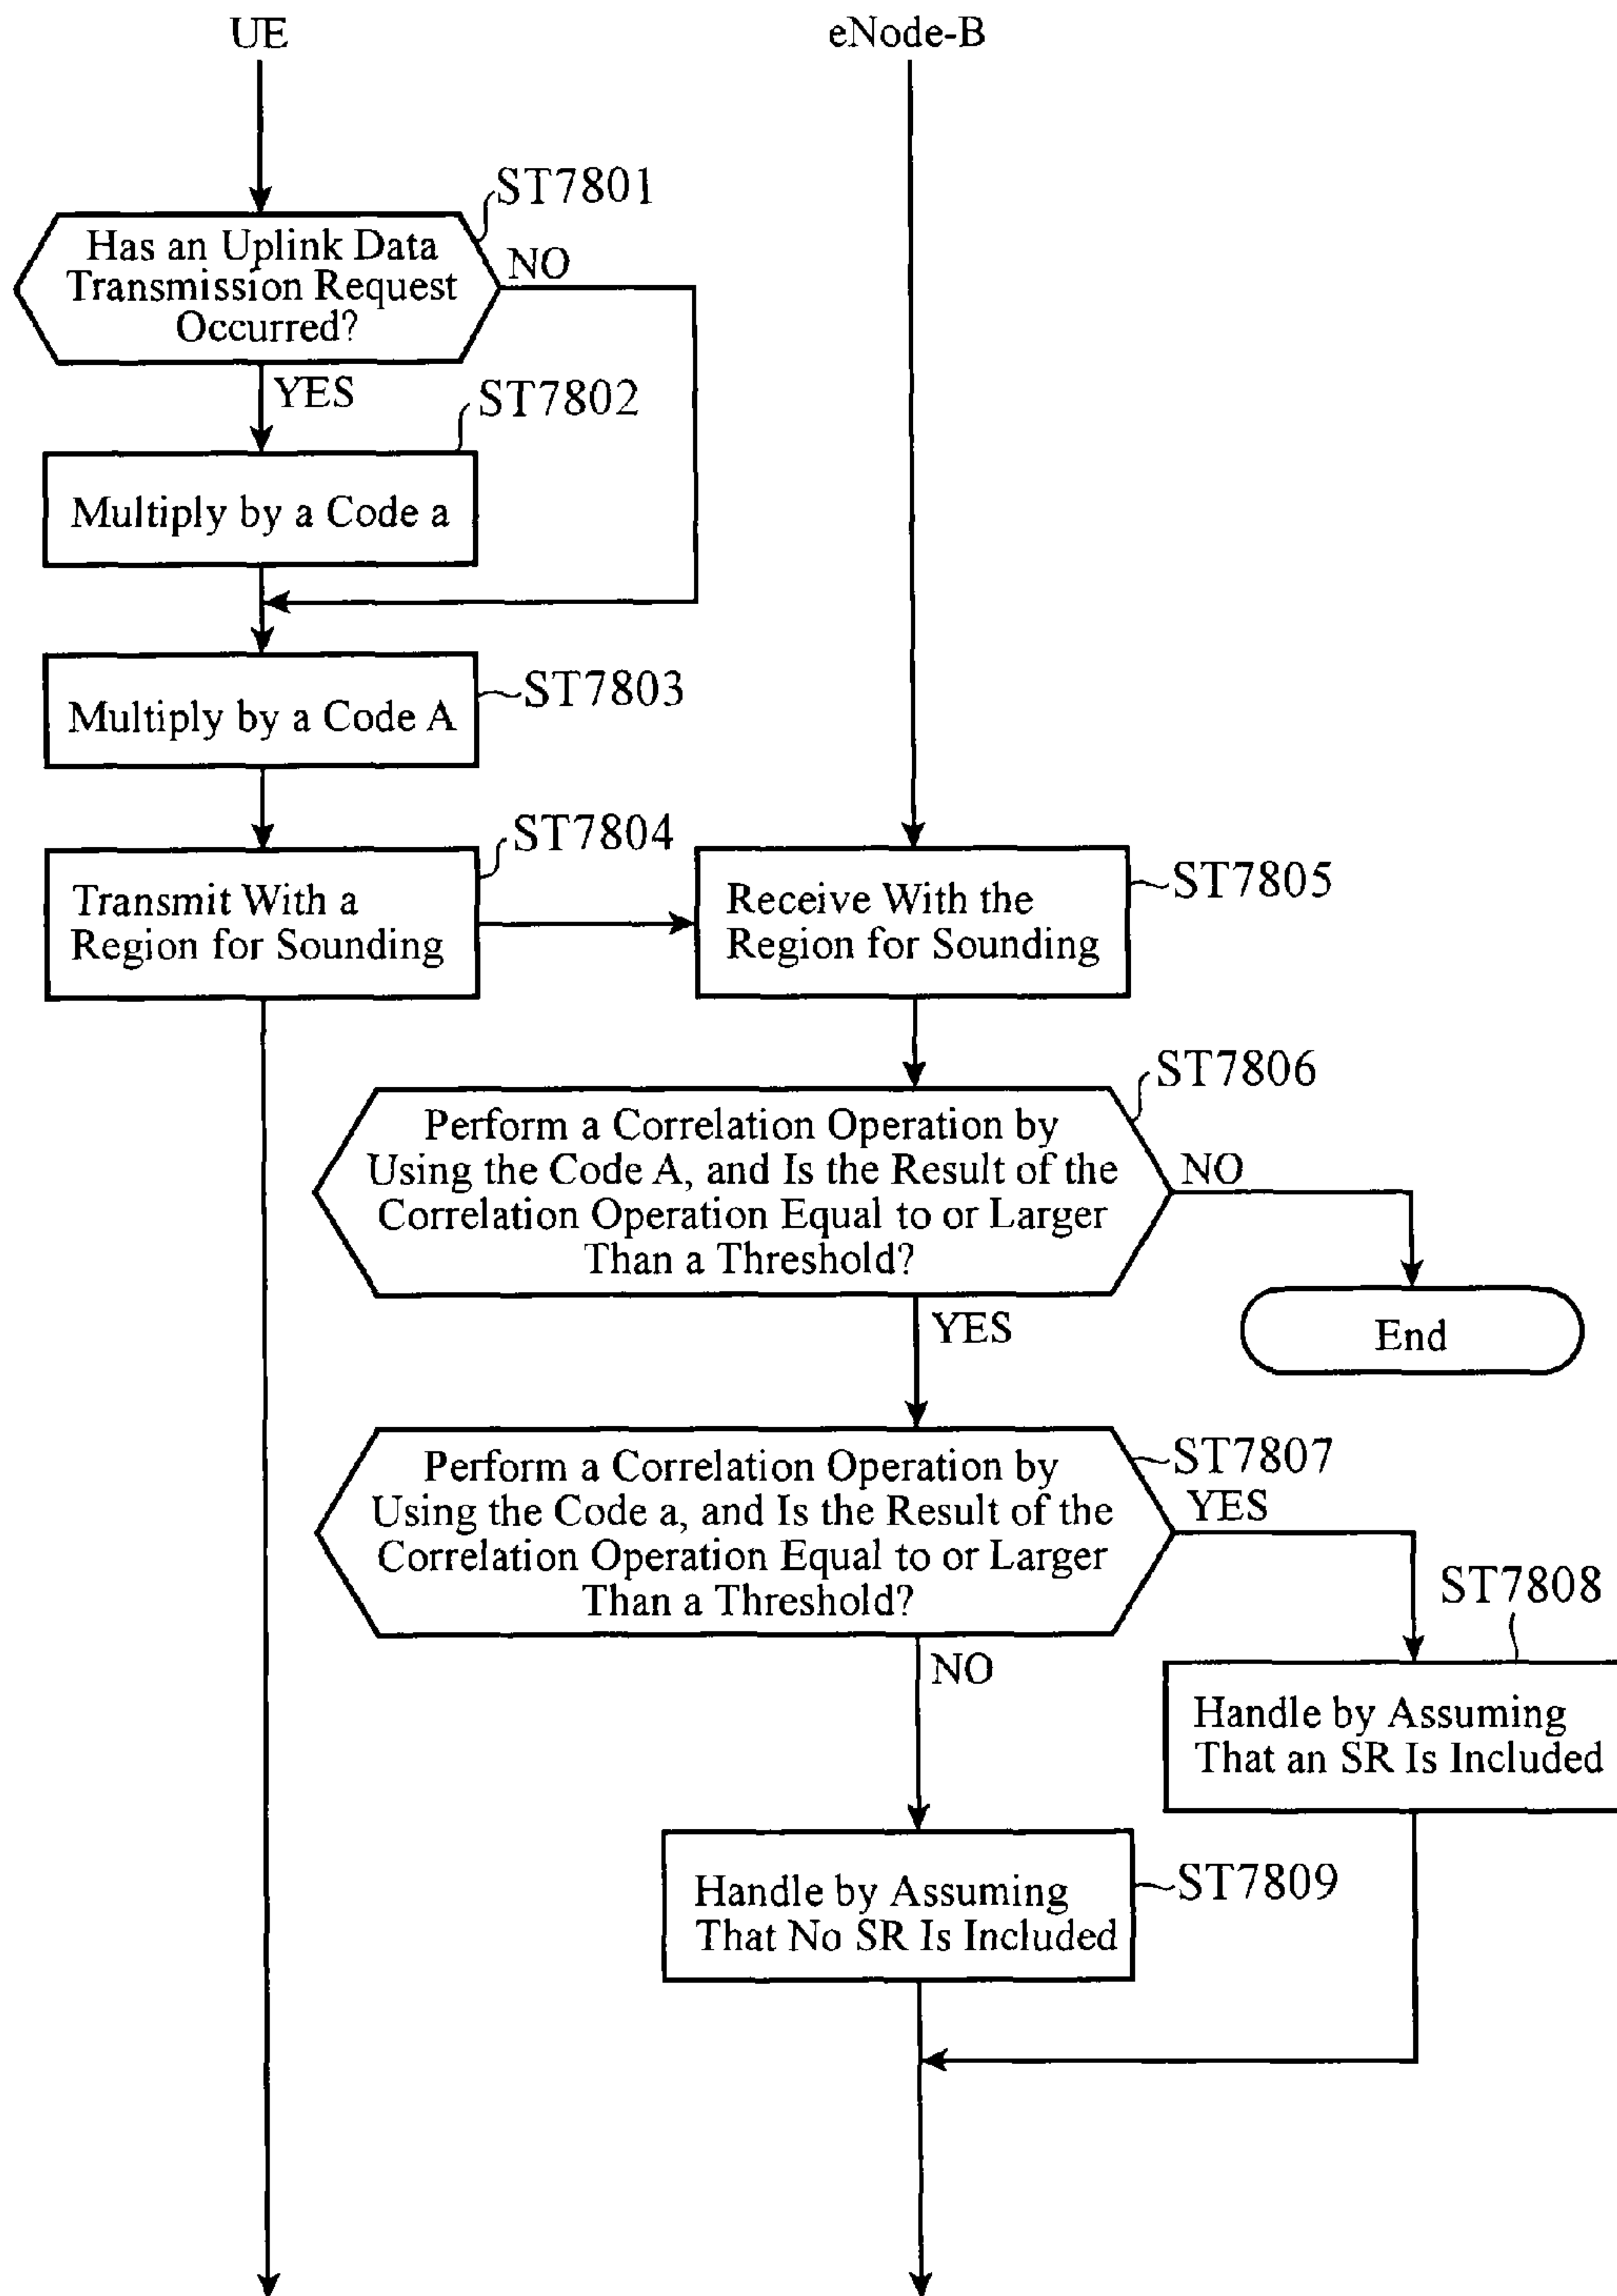 UE
eNode-B
ST7801
Has an Uplink Data
Transmission Request
Occurred?
NO
YES
ST7802
Multiply by a Code a
Multiply by a Code A
ST7803
ST7804
Transmit With a
Region for Sounding
Receive With the
Region for Sounding
ST7805
ST7806
Perform a Correlation Operation by
Using the Code A, and Is the Result of the
Correlation Operation Equal to or Larger
Than a Threshold?
NO
YES
End
ST7807
Perform a Correlation Operation by
Using the Code a, and Is the Result of the
Correlation Operation Equal to or Larger
Than a Threshold?
YES
NO
ST7808
Handle by Assuming
That an SR Is Included
Handle by Assuming
That No SR Is Included
ST7809